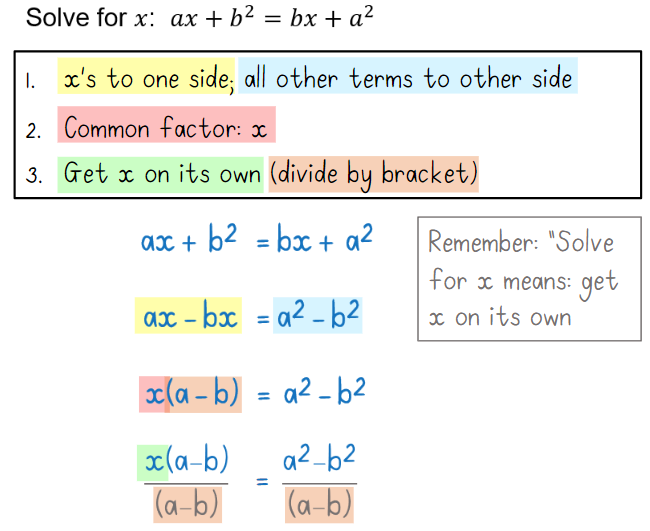 Solve for x: ax + b² = bx + a²
1. x's to one side; all other terms to other side
2. Common factor: x
3. Get x on its own (divide by bracket)
ax + b² = bx + a²
Remember: "Solve
for x means: get
x on its own
ax – bx = a² – b²
x(a – b) = a² – b²
x(a–b) / (a–b) = a²–b² / (a–b)